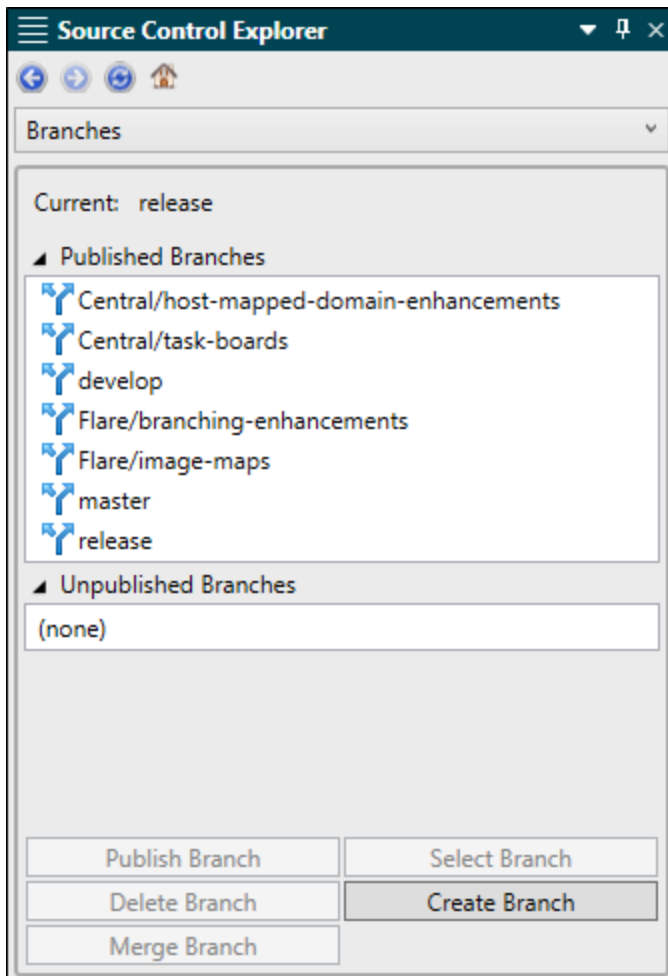 Source Control Explorer
Branches
Current: release
Published Branches
Central/host-mapped-domain-enhancements
Central/task-boards
develop
Flare/branching-enhancements
Flare/image-maps
master
release
Unpublished Branches
(none)
Publish Branch Select Branch
Delete Branch Create Branch
Merge Branch